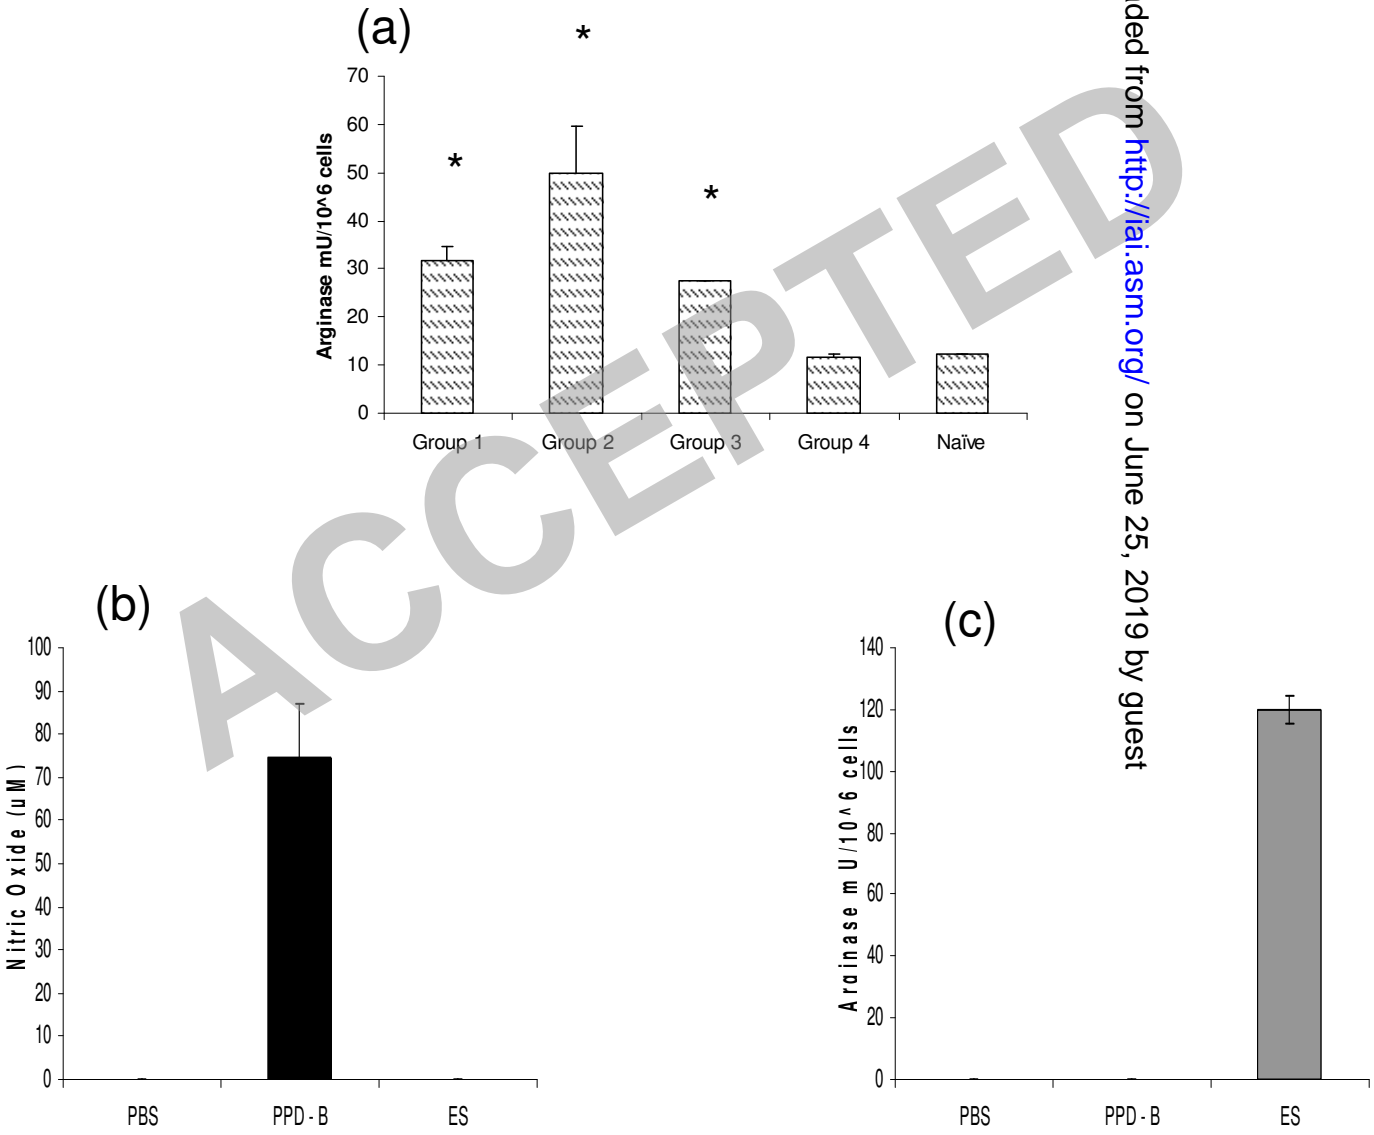 (a)
*
*
*
70
60
50
40
30
20
10
0
Arginase mU/10^6 cells
Group 1 Group 2 Group 3 Group 4 Naïve
ACCEPTED
aded from http://iai.asm.org/ on June 25, 2019 by guest
(b)
100
90
80
70
60
50
40
30
20
10
0
Nitric Oxide (uM)
PBS PPD - B ES
(c)
140
120
100
80
60
40
20
0
Arginase mU/10^6 cells
PBS PPD - B ES